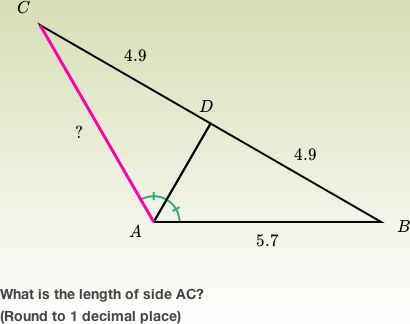 C
4.9
D
?
4.9
A
B
5.7
What is the length of side AC?
(Round to 1 decimal place)